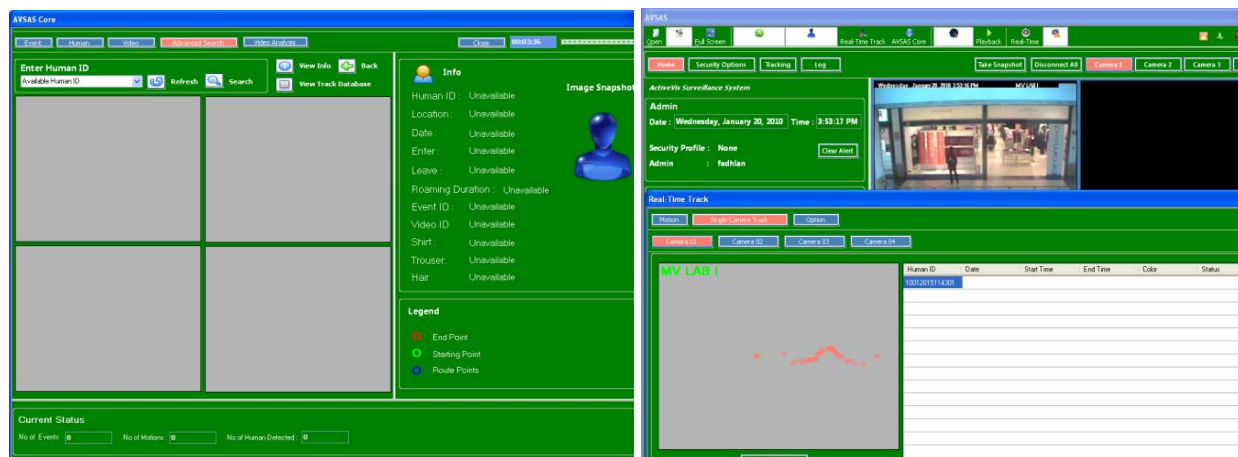 AVSAS Core
Event Human Video Advanced Search Video Analysis Close 00:03:36
Enter Human ID
Available Human ID Refresh Search
View Info Back
View Track Database
Info
Image Snapshot
Human ID : Unavailable
Location : Unavailable
Date : Unavailable
Enter : Unavailable
Leave : Unavailable
Roaming Duration : Unavailable
Event ID : Unavailable
Video ID Unavailable
Shirt : Unavailable
Trouser: Unavailable
Hair : Unavailable
Legend
End Point
Starting Point
Route Points
Current Status
No of Events 0 No of Motions : 0 No of Human Detected : 0
AVSAS
Open Full Screen Real-Time Track AVSAS Core Playback Real-Time
Home Security Options Tracking Log Take Snapshot Disconnect All Camera 1 Camera 2 Camera 3
ActiveVis Surveillance System
Wednesday, January 20, 2010 3:53:16 PM MV LAB I
Admin
Date : Wednesday, January 20, 2010 Time : 3:53:17 PM
Security Profile : None Clear Alert
Admin : fadhlan
Real-Time Track
Motion Single Camera Track Option
Camera 01 Camera 02 Camera 03 Camera 04
MV LAB I
Human ID Date Start Time End Time Color Status
10012015114301